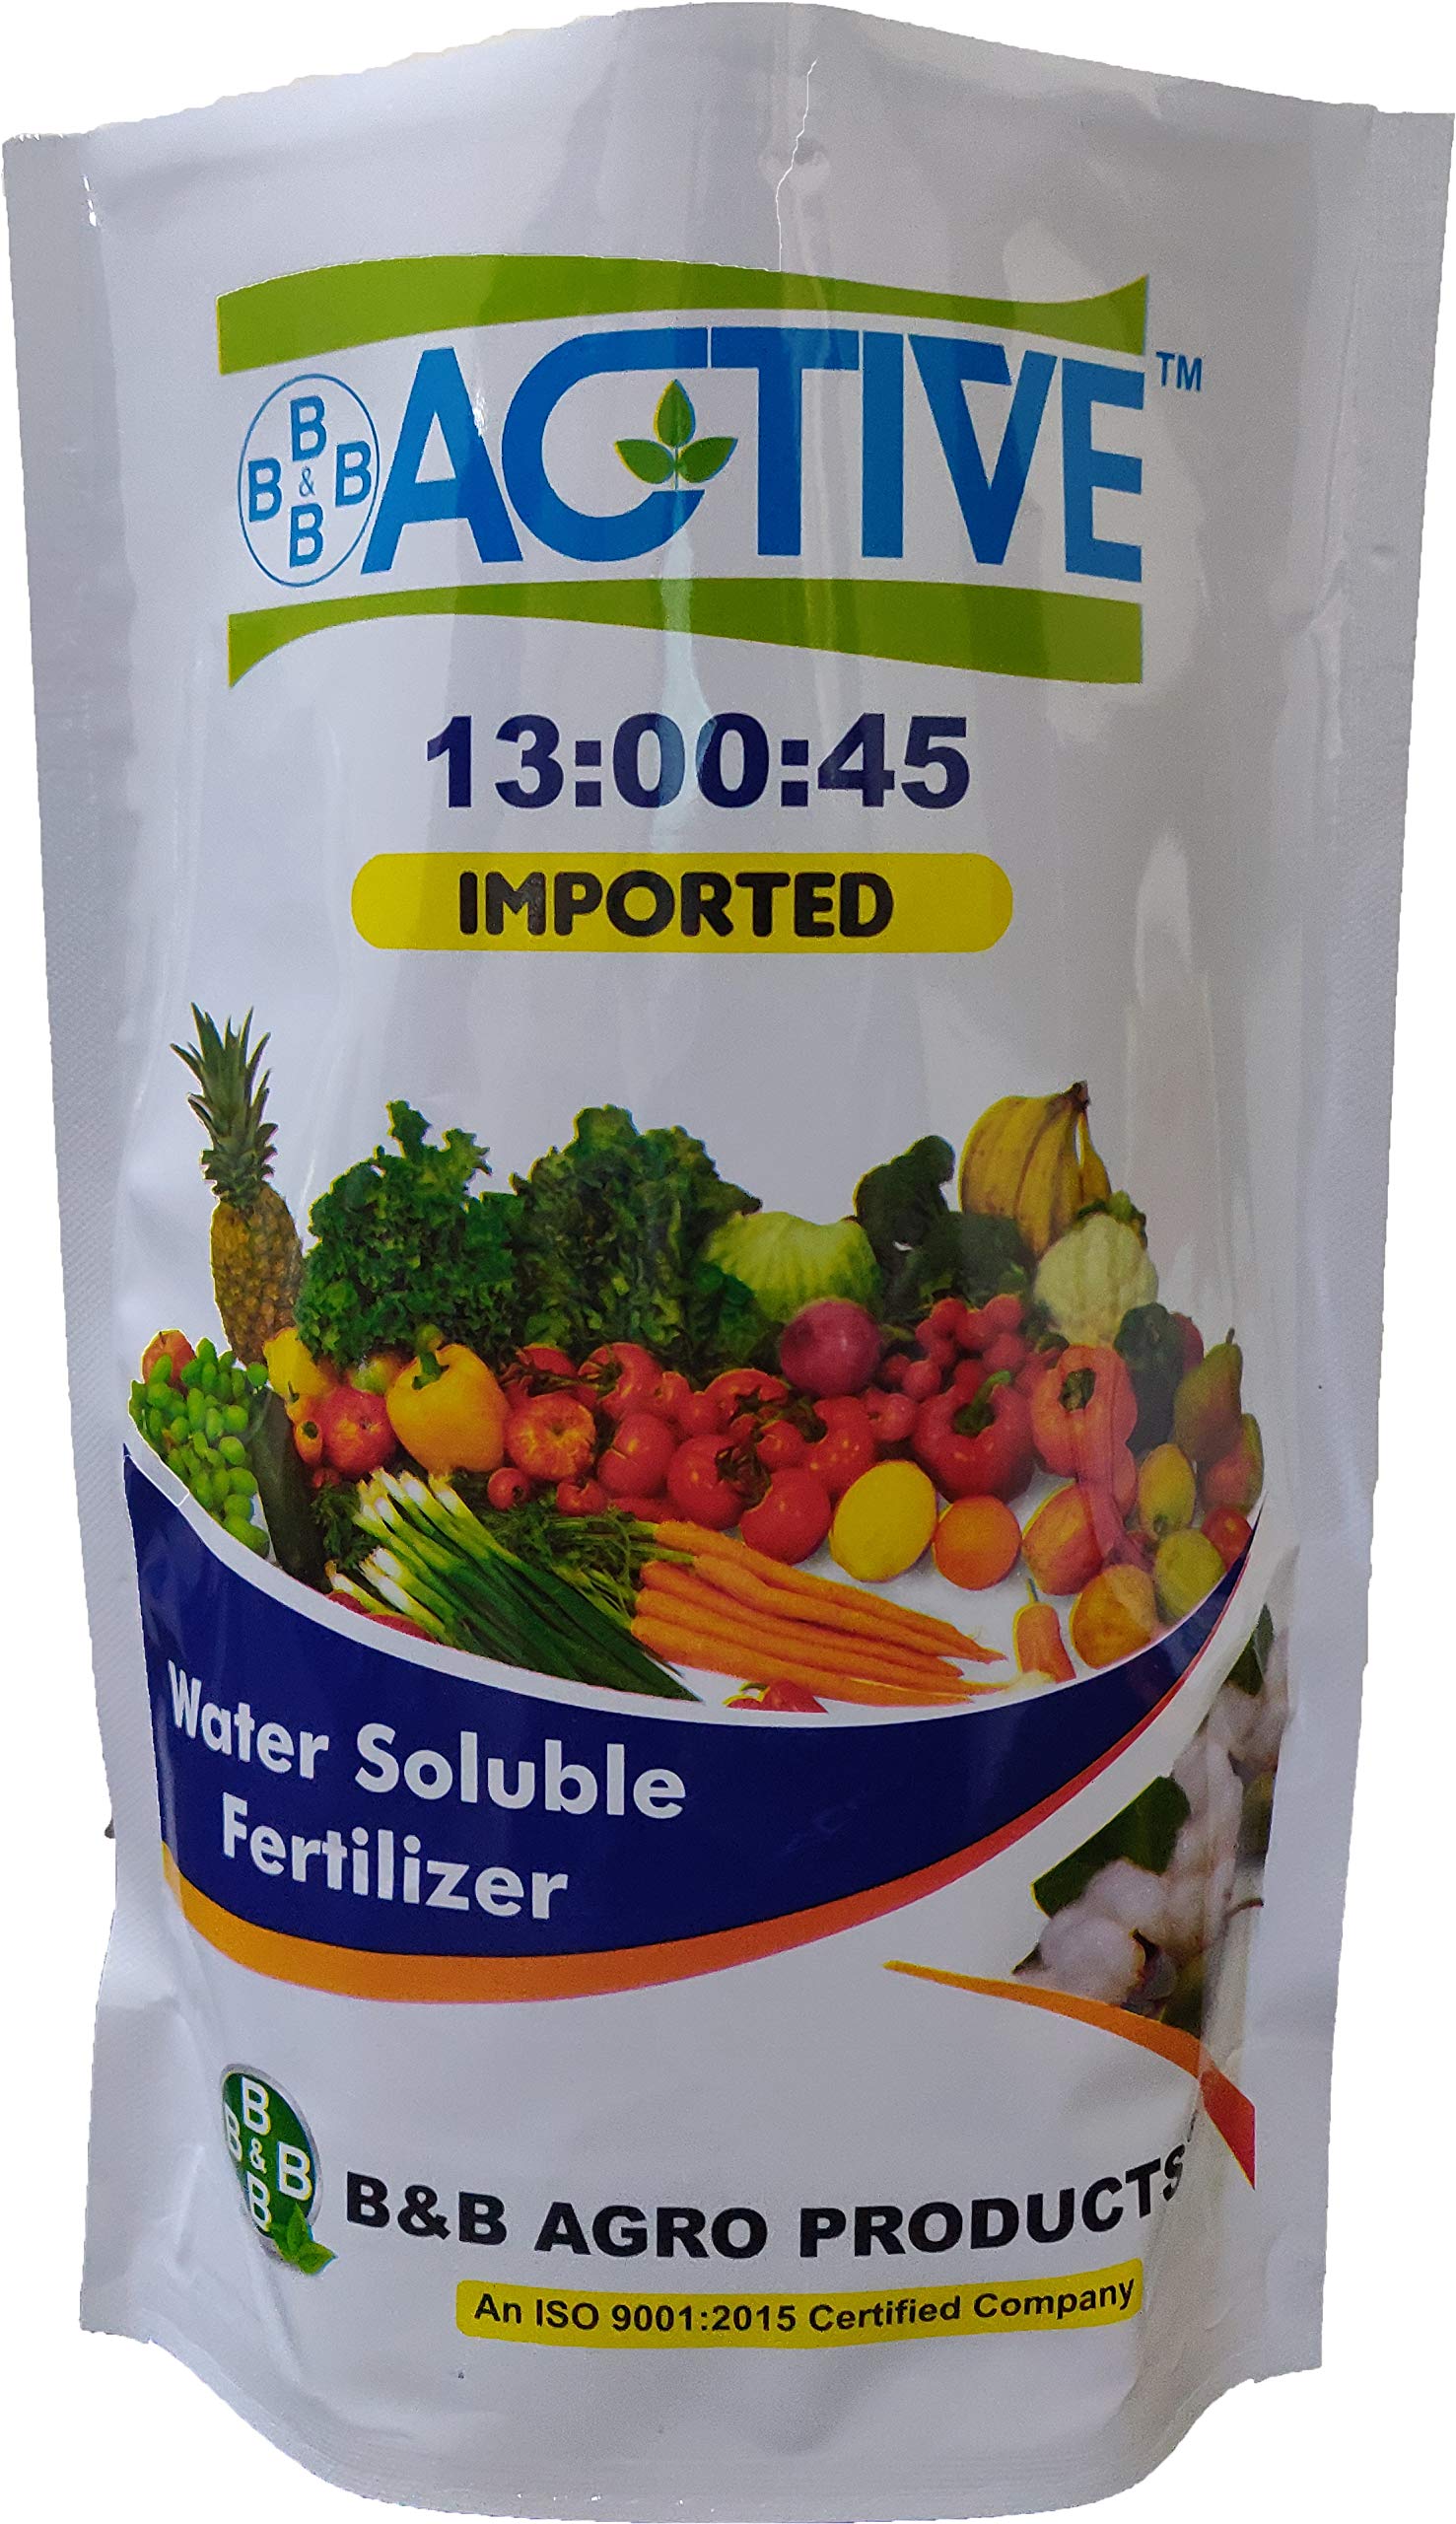 B
B & B
B
ACTIVE™
13:00:45
IMPORTED
Water Soluble
Fertilizer
B
B & B
B
B&B AGRO PRODUCTS
An ISO 9001:2015 Certified Company